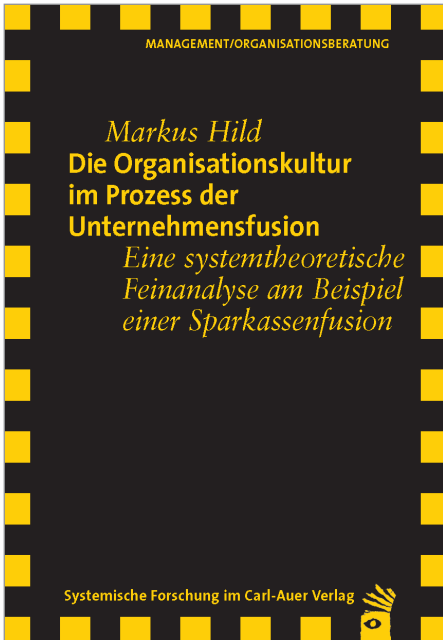 MANAGEMENT/ORGANISATIONSBERATUNG
Markus Hild
Die Organisationskultur
im Prozess der
Unternehmensfusion
Eine systemtheoretische
Feinanalyse am Beispiel
einer Sparkassenfusion
Systemische Forschung im Carl-Auer Verlag